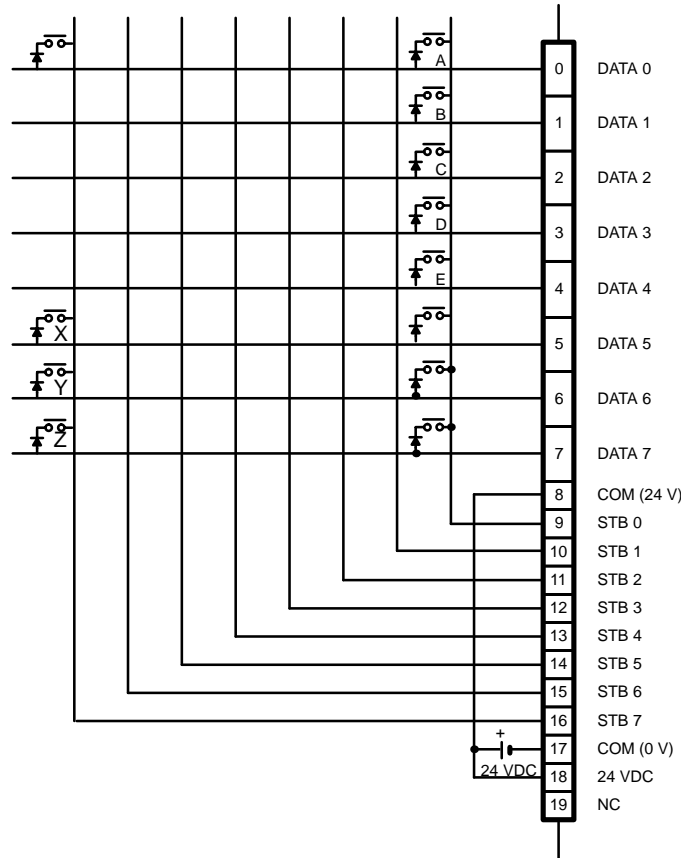 A 0 DATA 0
B 1 DATA 1
C 2 DATA 2
D 3 DATA 3
E 4 DATA 4
X 5 DATA 5
Y 6 DATA 6
Z 7 DATA 7
8 COM (24 V)
9 STB 0
10 STB 1
11 STB 2
12 STB 3
13 STB 4
14 STB 5
15 STB 6
16 STB 7
+
17 COM (0 V)
24 VDC 18 24 VDC
19 NC